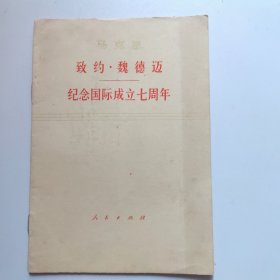 马克思
致约·魏德迈
纪念国际成立七周年
人民出版社